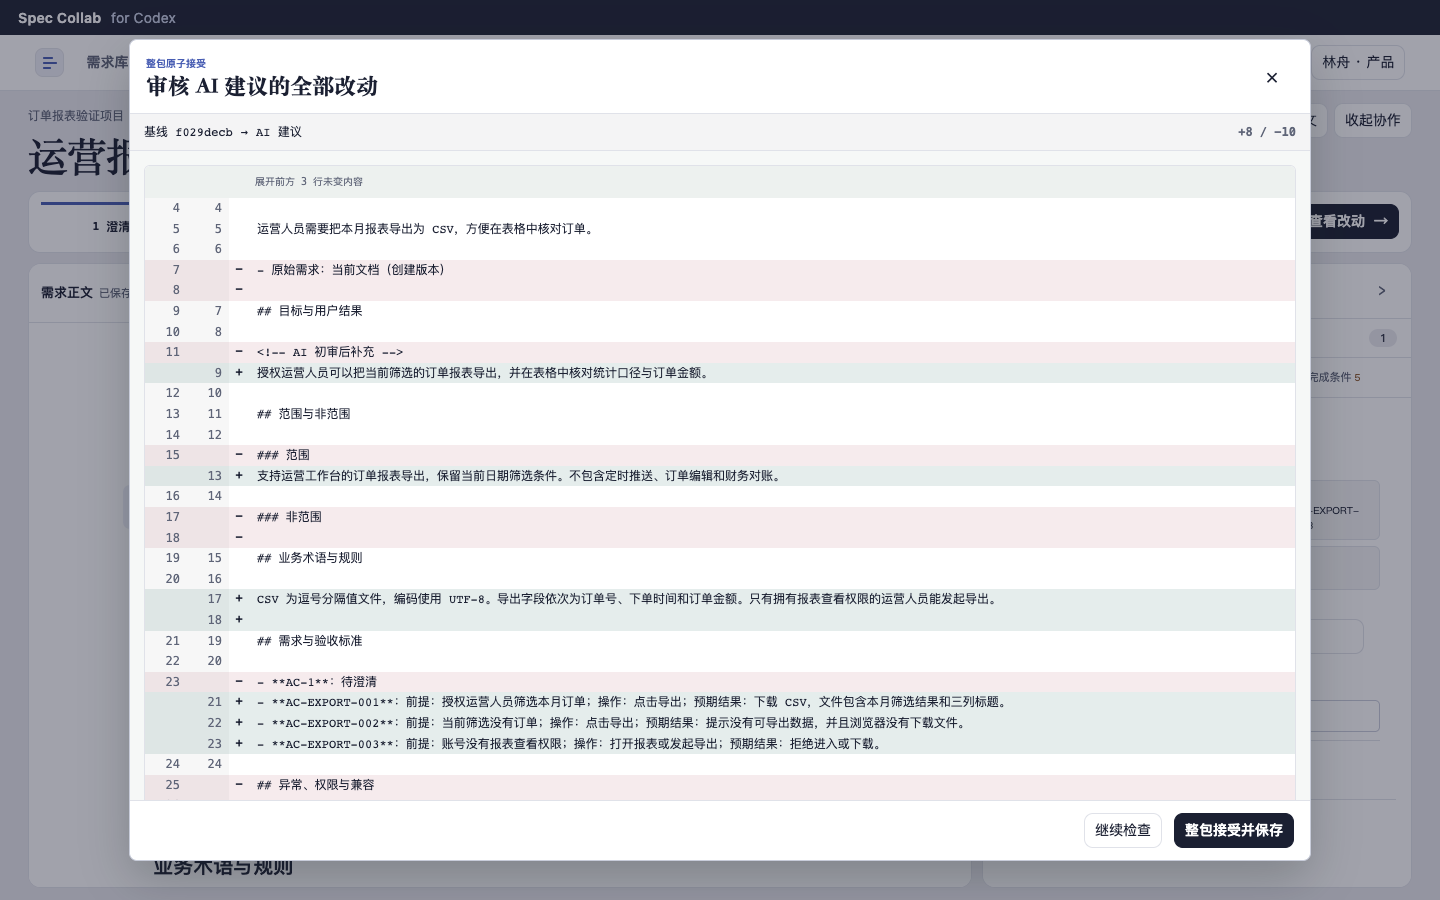 Spec Collab for Codex
需求库
林舟 · 产品
订单报表验证项目
收起协作
运营报
1 澄清
查看改动 →
需求正文 已保存
1
完成条件 5
-EXPORT-
业务术语与规则
整包原子接受
审核 AI 建议的全部改动
×
基线 f029decb → AI 建议
+8 / -10
展开前方 3 行未变内容
4 4
5 5 运营人员需要把本月报表导出为 CSV，方便在表格中核对订单。
6 6
7 - - 原始需求：当前文档（创建版本）
8 -
9 7 ## 目标与用户结果
10 8
11 - <!-- AI 初审后补充 -->
9 + 授权运营人员可以把当前筛选的订单报表导出，并在表格中核对统计口径与订单金额。
12 10
13 11 ## 范围与非范围
14 12
15 - ### 范围
13 + 支持运营工作台的订单报表导出，保留当前日期筛选条件。不包含定时推送、订单编辑和财务对账。
16 14
17 - ### 非范围
18 -
19 15 ## 业务术语与规则
20 16
17 + CSV 为逗号分隔值文件，编码使用 UTF-8。导出字段依次为订单号、下单时间和订单金额。只有拥有报表查看权限的运营人员能发起导出。
18 +
21 19 ## 需求与验收标准
22 20
23 - - **AC-1**: 待澄清
21 + - **AC-EXPORT-001**: 前提：授权运营人员筛选本月订单；操作：点击导出；预期结果：下载 CSV，文件包含本月筛选结果和三列标题。
22 + - **AC-EXPORT-002**: 前提：当前筛选没有订单；操作：点击导出；预期结果：提示没有可导出数据，并且浏览器没有下载文件。
23 + - **AC-EXPORT-003**: 前提：账号没有报表查看权限；操作：打开报表或发起导出；预期结果：拒绝进入或下载。
24 24
25 - ## 异常、权限与兼容
继续检查
整包接受并保存